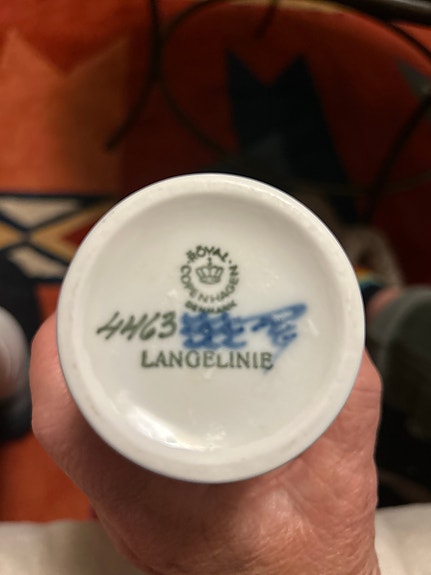 ROYAL
COPENHAGEN
DENMARK
4463
LANGELINIE